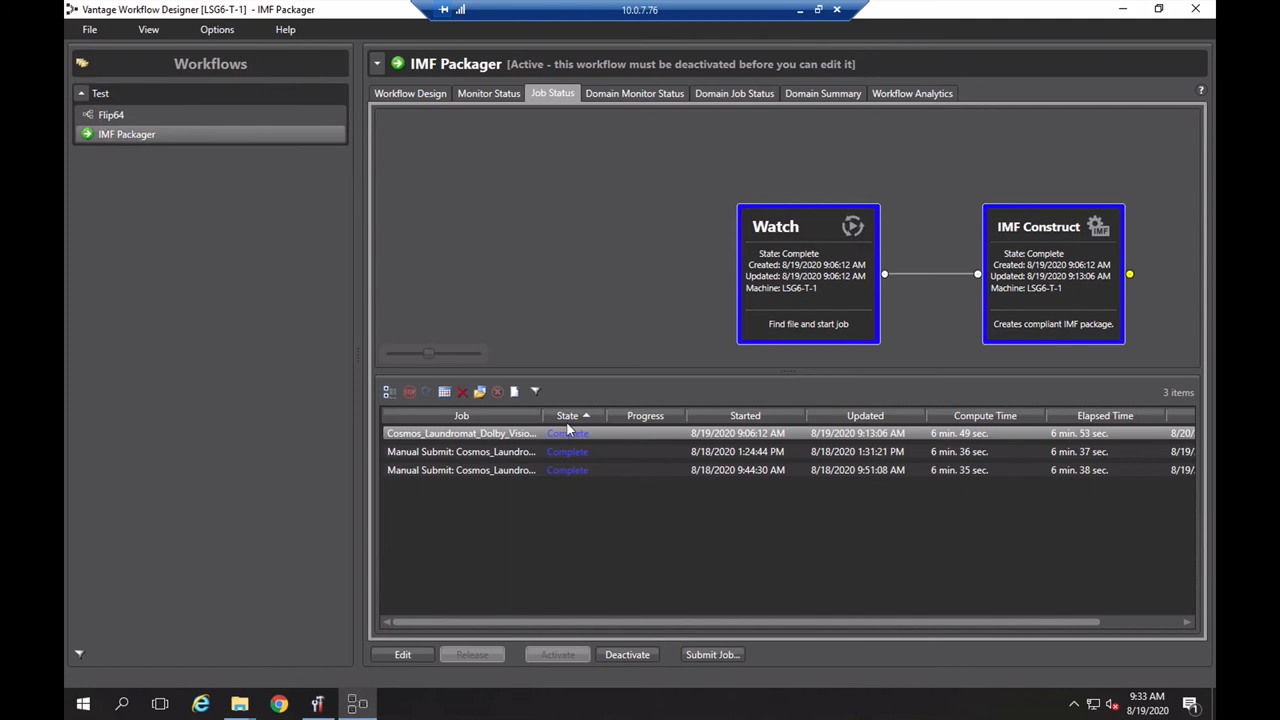 Vantage Workflow Designer [LSG6-T-1] - IMF Packager
10.0.7.76
File View Options Help
Workflows
IMF Packager [Active - this workflow must be deactivated before you can edit it]
Test
Flip64
IMF Packager
Workflow Design Monitor Status Job Status Domain Monitor Status Domain Job Status Domain Summary Workflow Analytics
?
Watch
State: Complete
Created: 8/19/2020 9:06:12 AM
Updated: 8/19/2020 9:06:12 AM
Machine: LSG6-T-1
Find file and start job
IMF Construct
IMF
State: Complete
Created: 8/19/2020 9:06:12 AM
Updated: 8/19/2020 9:13:06 AM
Machine: LSG6-T-1
Creates compliant IMF package.
3 items
Job State Progress Started Updated Compute Time Elapsed Time
Cosmos_Laundromat_Dolby_Visio... Complete 8/19/2020 9:06:12 AM 8/19/2020 9:13:06 AM 6 min. 49 sec. 6 min. 53 sec. 8/20/
Manual Submit: Cosmos_Laundro... Complete 8/18/2020 1:24:44 PM 8/18/2020 1:31:21 PM 6 min. 36 sec. 6 min. 37 sec. 8/19/
Manual Submit: Cosmos_Laundro... Complete 8/18/2020 9:44:30 AM 8/18/2020 9:51:08 AM 6 min. 35 sec. 6 min. 38 sec. 8/19/
Edit Release Activate Deactivate Submit Job...
9:33 AM
8/19/2020
1